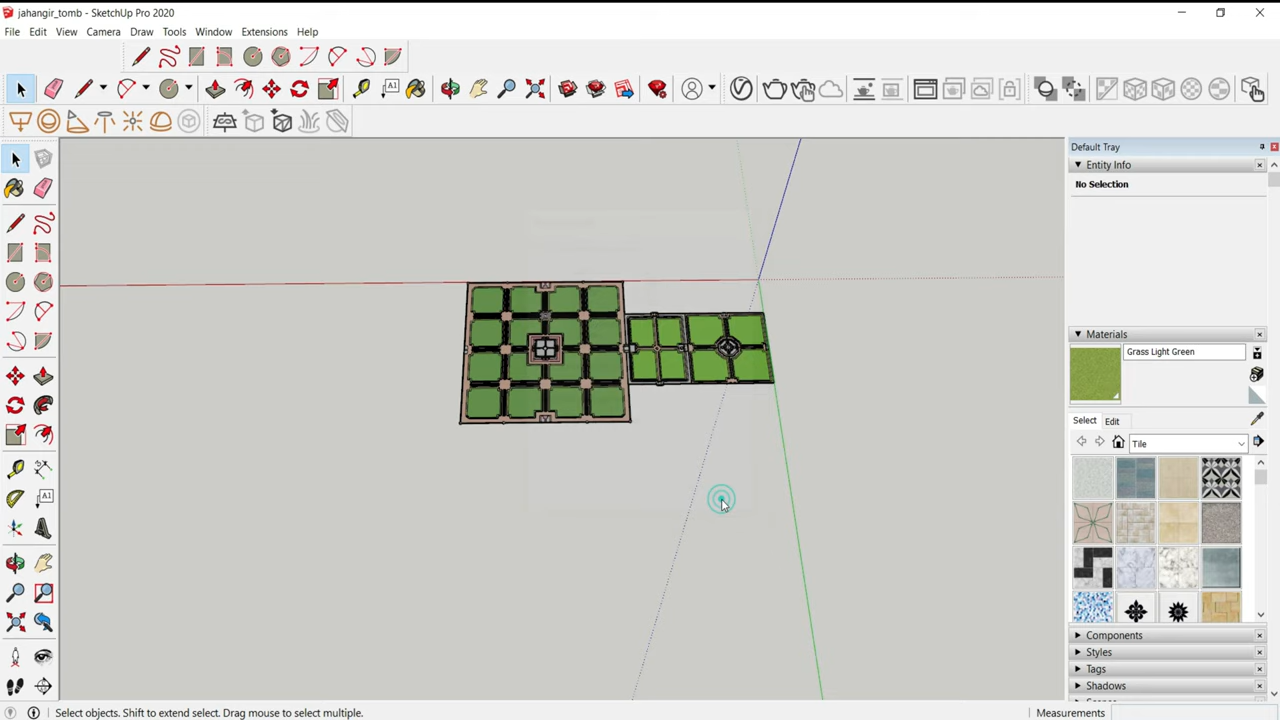 jahangir_tomb - SketchUp Pro 2020
File Edit View Camera Draw Tools Window Extensions Help
A1
Default Tray
Entity Info
No Selection
Materials
Grass Light Green
Select Edit
Tile
A1
Components
Styles
Tags
Shadows
Select objects. Shift to extend select. Drag mouse to select multiple.
Measurements